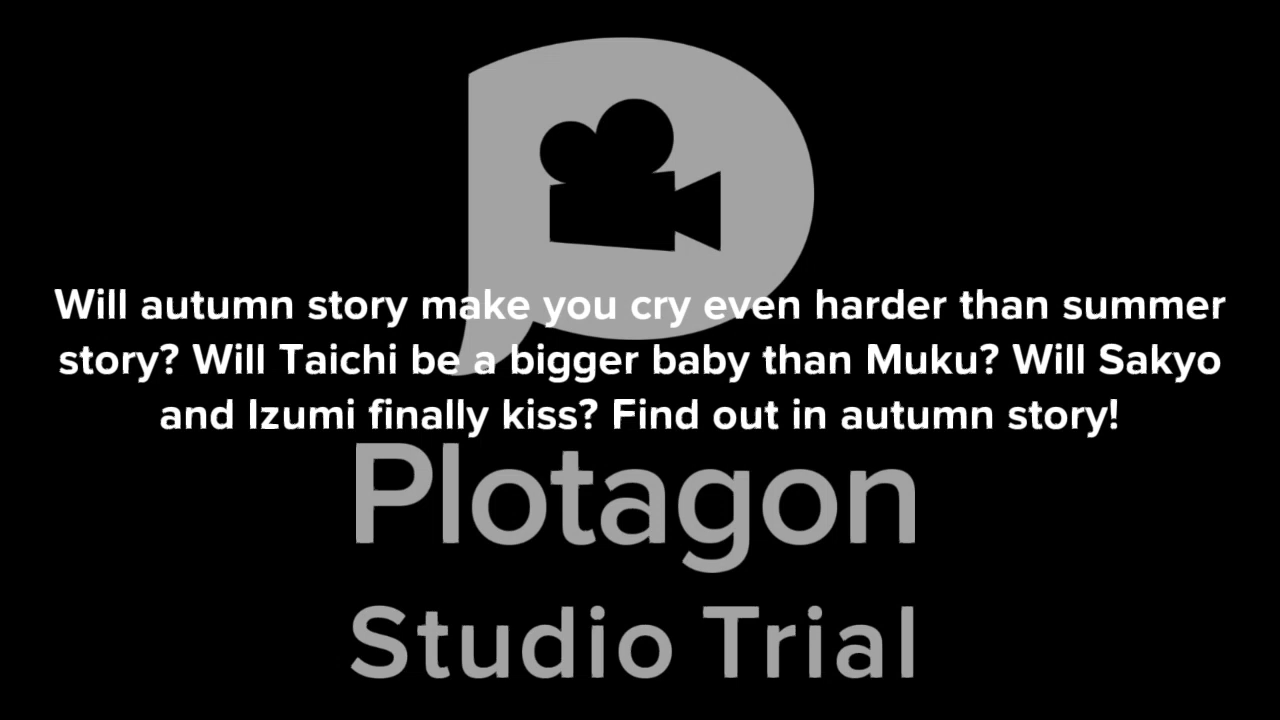 Will autumn story make you cry even harder than summer
story? Will Taichi be a bigger baby than Muku? Will Sakyo
and Izumi finally kiss? Find out in autumn story!
Plotagon
Studio Trial